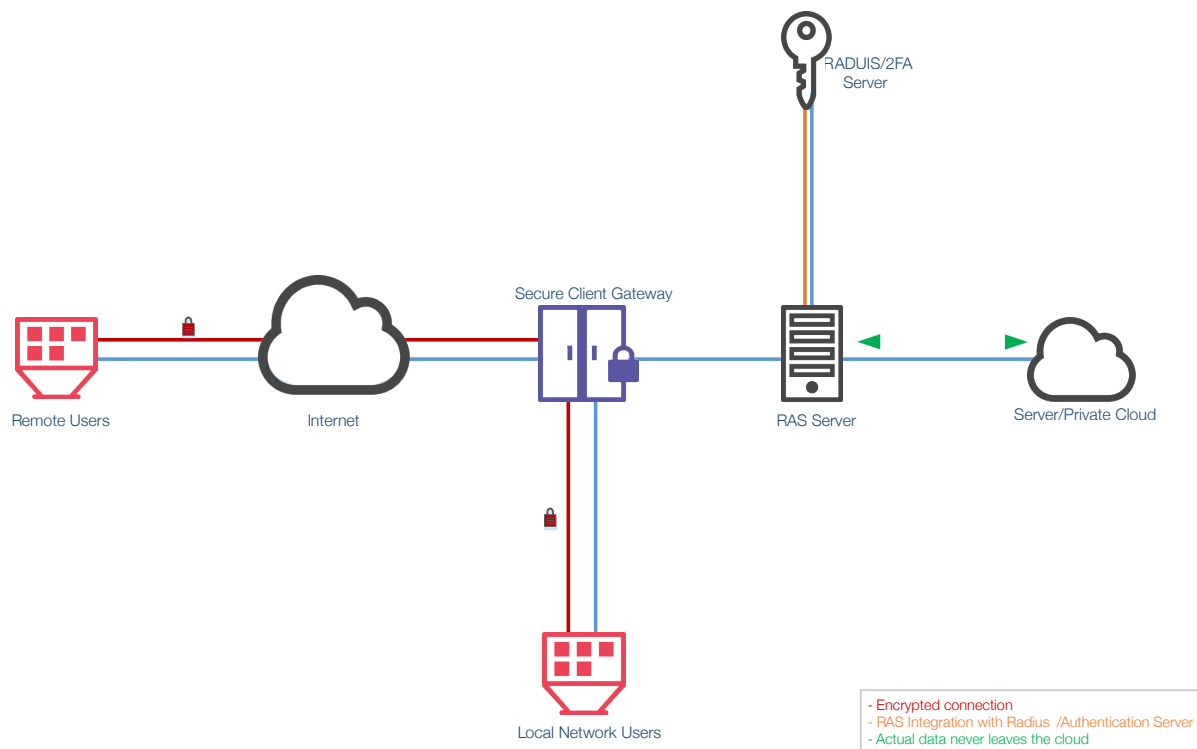 RADUIS/2FA
Server
Secure Client Gateway
Remote Users
Internet
RAS Server
Server/Private Cloud
Local Network Users
- Encrypted connection
- RAS Integration with Radius /Authentication Server
- Actual data never leaves the cloud